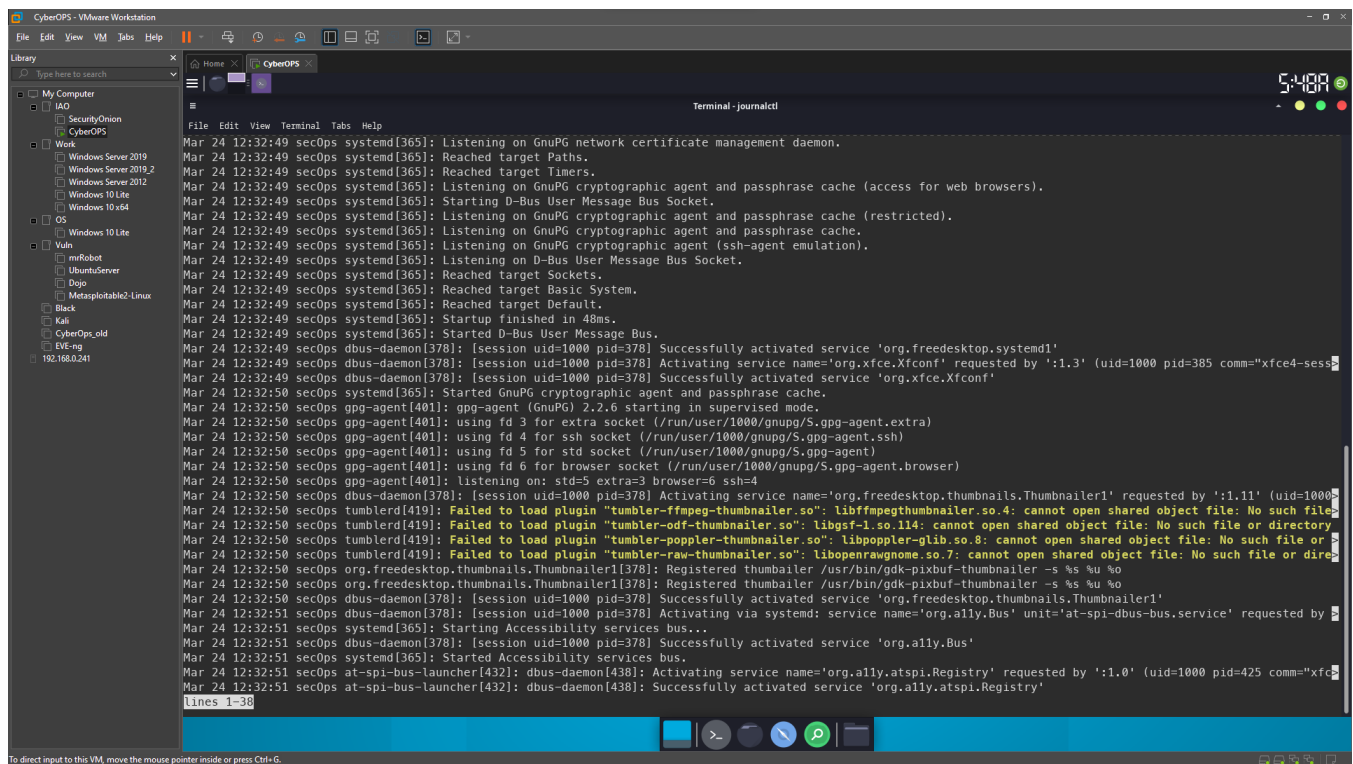 CyberOPS - VMware Workstation
File Edit View VM Tabs Help
Library
Type here to search
My Computer
IAO
SecurityOnion
CyberOPS
Work
Windows Server 2019
Windows Server 2019_2
Windows Server 2012
Windows 10 Lite
Windows 10 x64
OS
Windows 10 Lite
Vuln
mrRobot
UbuntuServer
Dojo
Metasploitable2-Linux
Black
Kali
CyberOps_old
EVE-ng
192.168.0.241
Home CyberOPS
5:48A
Terminal - journalctl
File Edit View Terminal Tabs Help
Mar 24 12:32:49 secOps systemd[365]: Listening on GnuPG network certificate management daemon.
Mar 24 12:32:49 secOps systemd[365]: Reached target Paths.
Mar 24 12:32:49 secOps systemd[365]: Reached target Timers.
Mar 24 12:32:49 secOps systemd[365]: Listening on GnuPG cryptographic agent and passphrase cache (access for web browsers).
Mar 24 12:32:49 secOps systemd[365]: Starting D-Bus User Message Bus Socket.
Mar 24 12:32:49 secOps systemd[365]: Listening on GnuPG cryptographic agent and passphrase cache (restricted).
Mar 24 12:32:49 secOps systemd[365]: Listening on GnuPG cryptographic agent and passphrase cache.
Mar 24 12:32:49 secOps systemd[365]: Listening on GnuPG cryptographic agent (ssh-agent emulation).
Mar 24 12:32:49 secOps systemd[365]: Listening on D-Bus User Message Bus Socket.
Mar 24 12:32:49 secOps systemd[365]: Reached target Sockets.
Mar 24 12:32:49 secOps systemd[365]: Reached target Basic System.
Mar 24 12:32:49 secOps systemd[365]: Reached target Default.
Mar 24 12:32:49 secOps systemd[365]: Startup finished in 48ms.
Mar 24 12:32:49 secOps systemd[365]: Started D-Bus User Message Bus.
Mar 24 12:32:49 secOps dbus-daemon[378]: [session uid=1000 pid=378] Successfully activated service 'org.freedesktop.systemd1'
Mar 24 12:32:49 secOps dbus-daemon[378]: [session uid=1000 pid=378] Activating service name='org.xfce.Xfconf' requested by ':1.3' (uid=1000 pid=385 comm="xfce4-sess>
Mar 24 12:32:49 secOps dbus-daemon[378]: [session uid=1000 pid=378] Successfully activated service 'org.xfce.Xfconf'
Mar 24 12:32:50 secOps systemd[365]: Started GnuPG cryptographic agent and passphrase cache.
Mar 24 12:32:50 secOps gpg-agent[401]: gpg-agent (GnuPG) 2.2.6 starting in supervised mode.
Mar 24 12:32:50 secOps gpg-agent[401]: using fd 3 for extra socket (/run/user/1000/gnupg/S.gpg-agent.extra)
Mar 24 12:32:50 secOps gpg-agent[401]: using fd 4 for ssh socket (/run/user/1000/gnupg/S.gpg-agent.ssh)
Mar 24 12:32:50 secOps gpg-agent[401]: using fd 5 for std socket (/run/user/1000/gnupg/S.gpg-agent)
Mar 24 12:32:50 secOps gpg-agent[401]: using fd 6 for browser socket (/run/user/1000/gnupg/S.gpg-agent.browser)
Mar 24 12:32:50 secOps gpg-agent[401]: listening on: std=5 extra=3 browser=6 ssh=4
Mar 24 12:32:50 secOps dbus-daemon[378]: [session uid=1000 pid=378] Activating service name='org.freedesktop.thumbnails.Thumbnailer1' requested by ':1.11' (uid=1000>
Mar 24 12:32:50 secOps tumblerd[419]: Failed to load plugin "tumbler-ffmpeg-thumbnailer.so": libffmpegthumbnailer.so.4: cannot open shared object file: No such file>
Mar 24 12:32:50 secOps tumblerd[419]: Failed to load plugin "tumbler-odf-thumbnailer.so": libgsf-1.so.114: cannot open shared object file: No such file or directory
Mar 24 12:32:50 secOps tumblerd[419]: Failed to load plugin "tumbler-poppler-thumbnailer.so": libpoppler-glib.so.8: cannot open shared object file: No such file or >
Mar 24 12:32:50 secOps tumblerd[419]: Failed to load plugin "tumbler-raw-thumbnailer.so": libopenrawgnome.so.7: cannot open shared object file: No such file or dire>
Mar 24 12:32:50 secOps org.freedesktop.thumbnails.Thumbnailer1[378]: Registered thumbailer /usr/bin/gdk-pixbuf-thumbnailer -s %s %u %o
Mar 24 12:32:50 secOps org.freedesktop.thumbnails.Thumbnailer1[378]: Registered thumbailer /usr/bin/gdk-pixbuf-thumbnailer -s %s %u %o
Mar 24 12:32:50 secOps dbus-daemon[378]: [session uid=1000 pid=378] Successfully activated service 'org.freedesktop.thumbnails.Thumbnailer1'
Mar 24 12:32:51 secOps dbus-daemon[378]: [session uid=1000 pid=378] Activating via systemd: service name='org.a11y.Bus' unit='at-spi-dbus-bus.service' requested by >
Mar 24 12:32:51 secOps systemd[365]: Starting Accessibility services bus...
Mar 24 12:32:51 secOps dbus-daemon[378]: [session uid=1000 pid=378] Successfully activated service 'org.a11y.Bus'
Mar 24 12:32:51 secOps systemd[365]: Started Accessibility services bus.
Mar 24 12:32:51 secOps at-spi-bus-launcher[432]: dbus-daemon[438]: Activating service name='org.a11y.atspi.Registry' requested by ':1.0' (uid=1000 pid=425 comm="xfc>
Mar 24 12:32:51 secOps at-spi-bus-launcher[432]: dbus-daemon[438]: Successfully activated service 'org.a11y.atspi.Registry'
lines 1-38
To direct input to this VM, move the mouse pointer inside or press Ctrl+G.